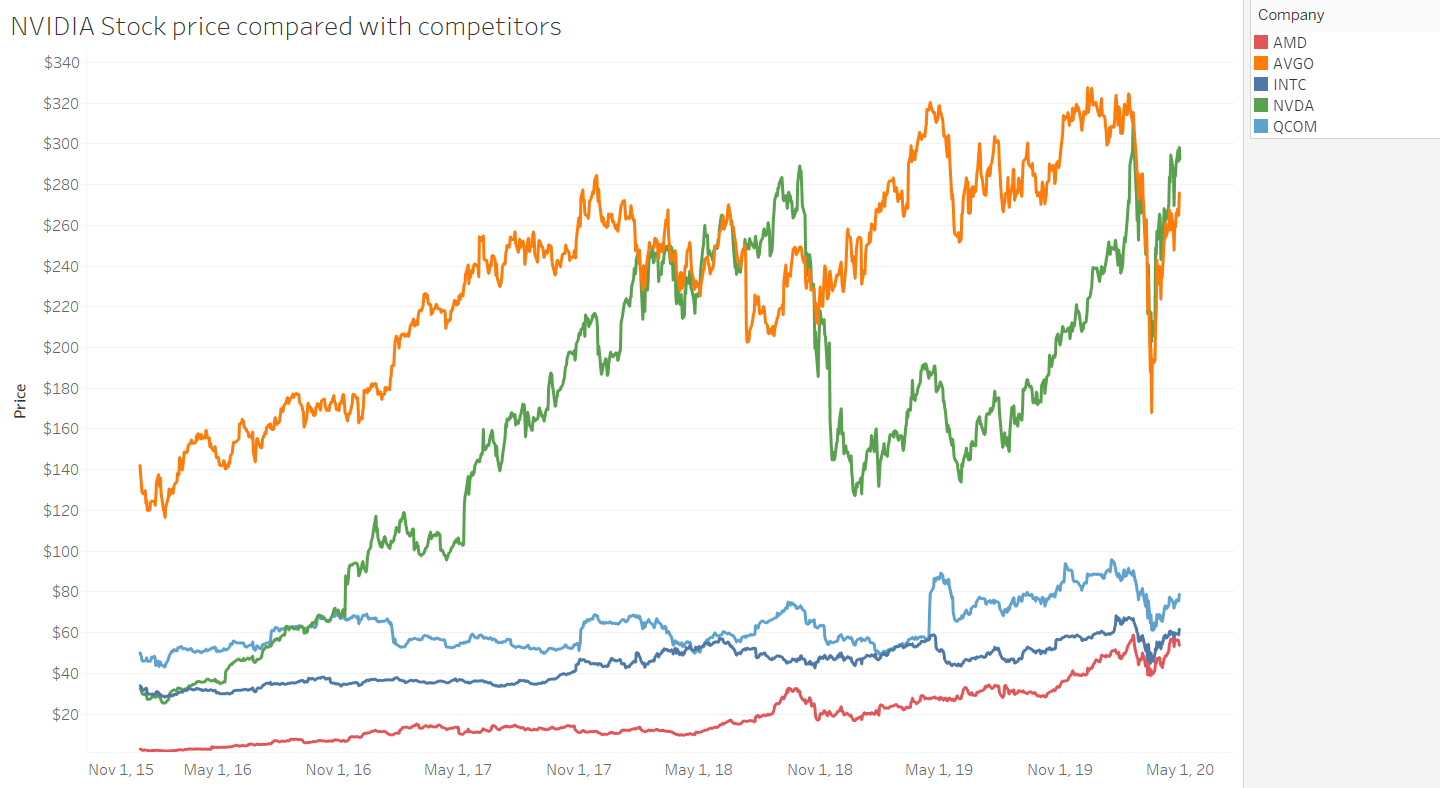 NVIDIA Stock price compared with competitors
Company
AMD
AVGO
INTC
NVDA
QCOM
Price
$340
$320
$300
$280
$260
$240
$220
$200
$180
$160
$140
$120
$100
$80
$60
$40
$20
Nov 1, 15
May 1, 16
Nov 1, 16
May 1, 17
Nov 1, 17
May 1, 18
Nov 1, 18
May 1, 19
Nov 1, 19
May 1, 20